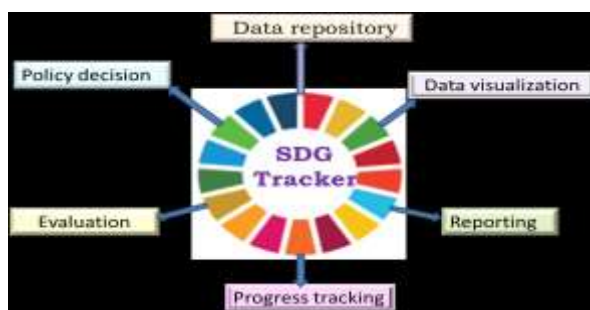 Data repository
Policy decision
Data visualization
SDG
Tracker
Evaluation
Reporting
Progress tracking